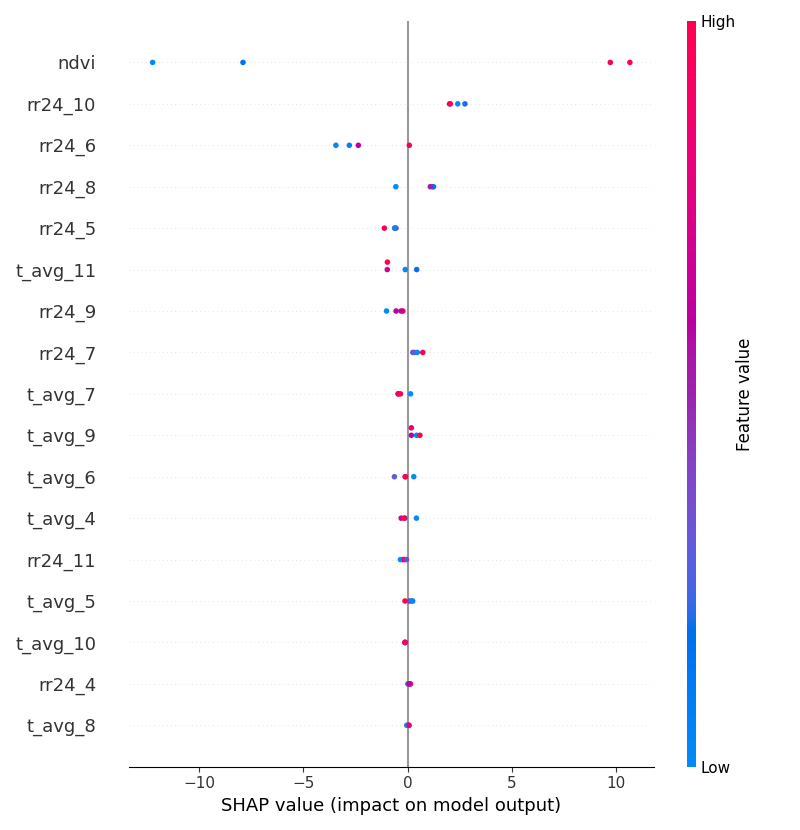 High
ndvi
rr24_10
rr24_6
rr24_8
rr24_5
t_avg_11
rr24_9
rr24_7
t_avg_7
t_avg_9
t_avg_6
t_avg_4
rr24_11
t_avg_5
t_avg_10
rr24_4
t_avg_8
Feature value
Low
−10 −5 0 5 10
SHAP value (impact on model output)